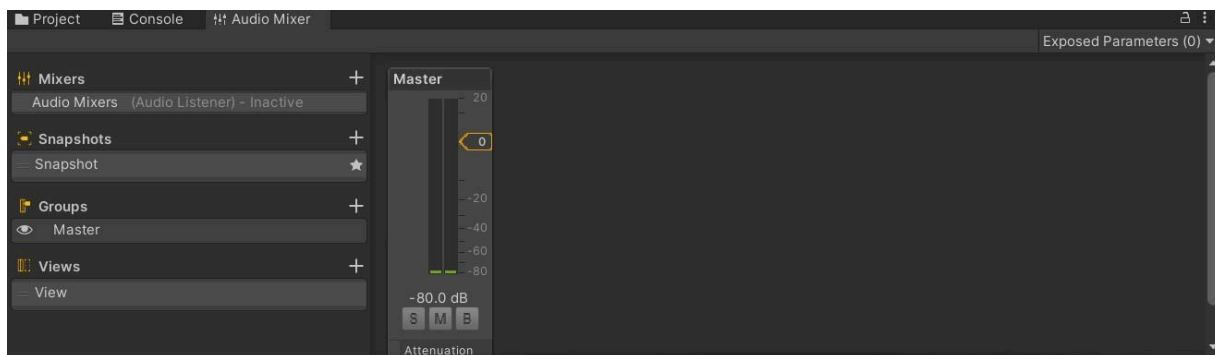 Project Console Audio Mixer
Exposed Parameters (0)
Mixers
Audio Mixers (Audio Listener) - Inactive
Snapshots
Snapshot
Groups
Master
Views
View
Master
20
0
-20
-40
-60
-80
-80.0 dB
S M B
Attenuation